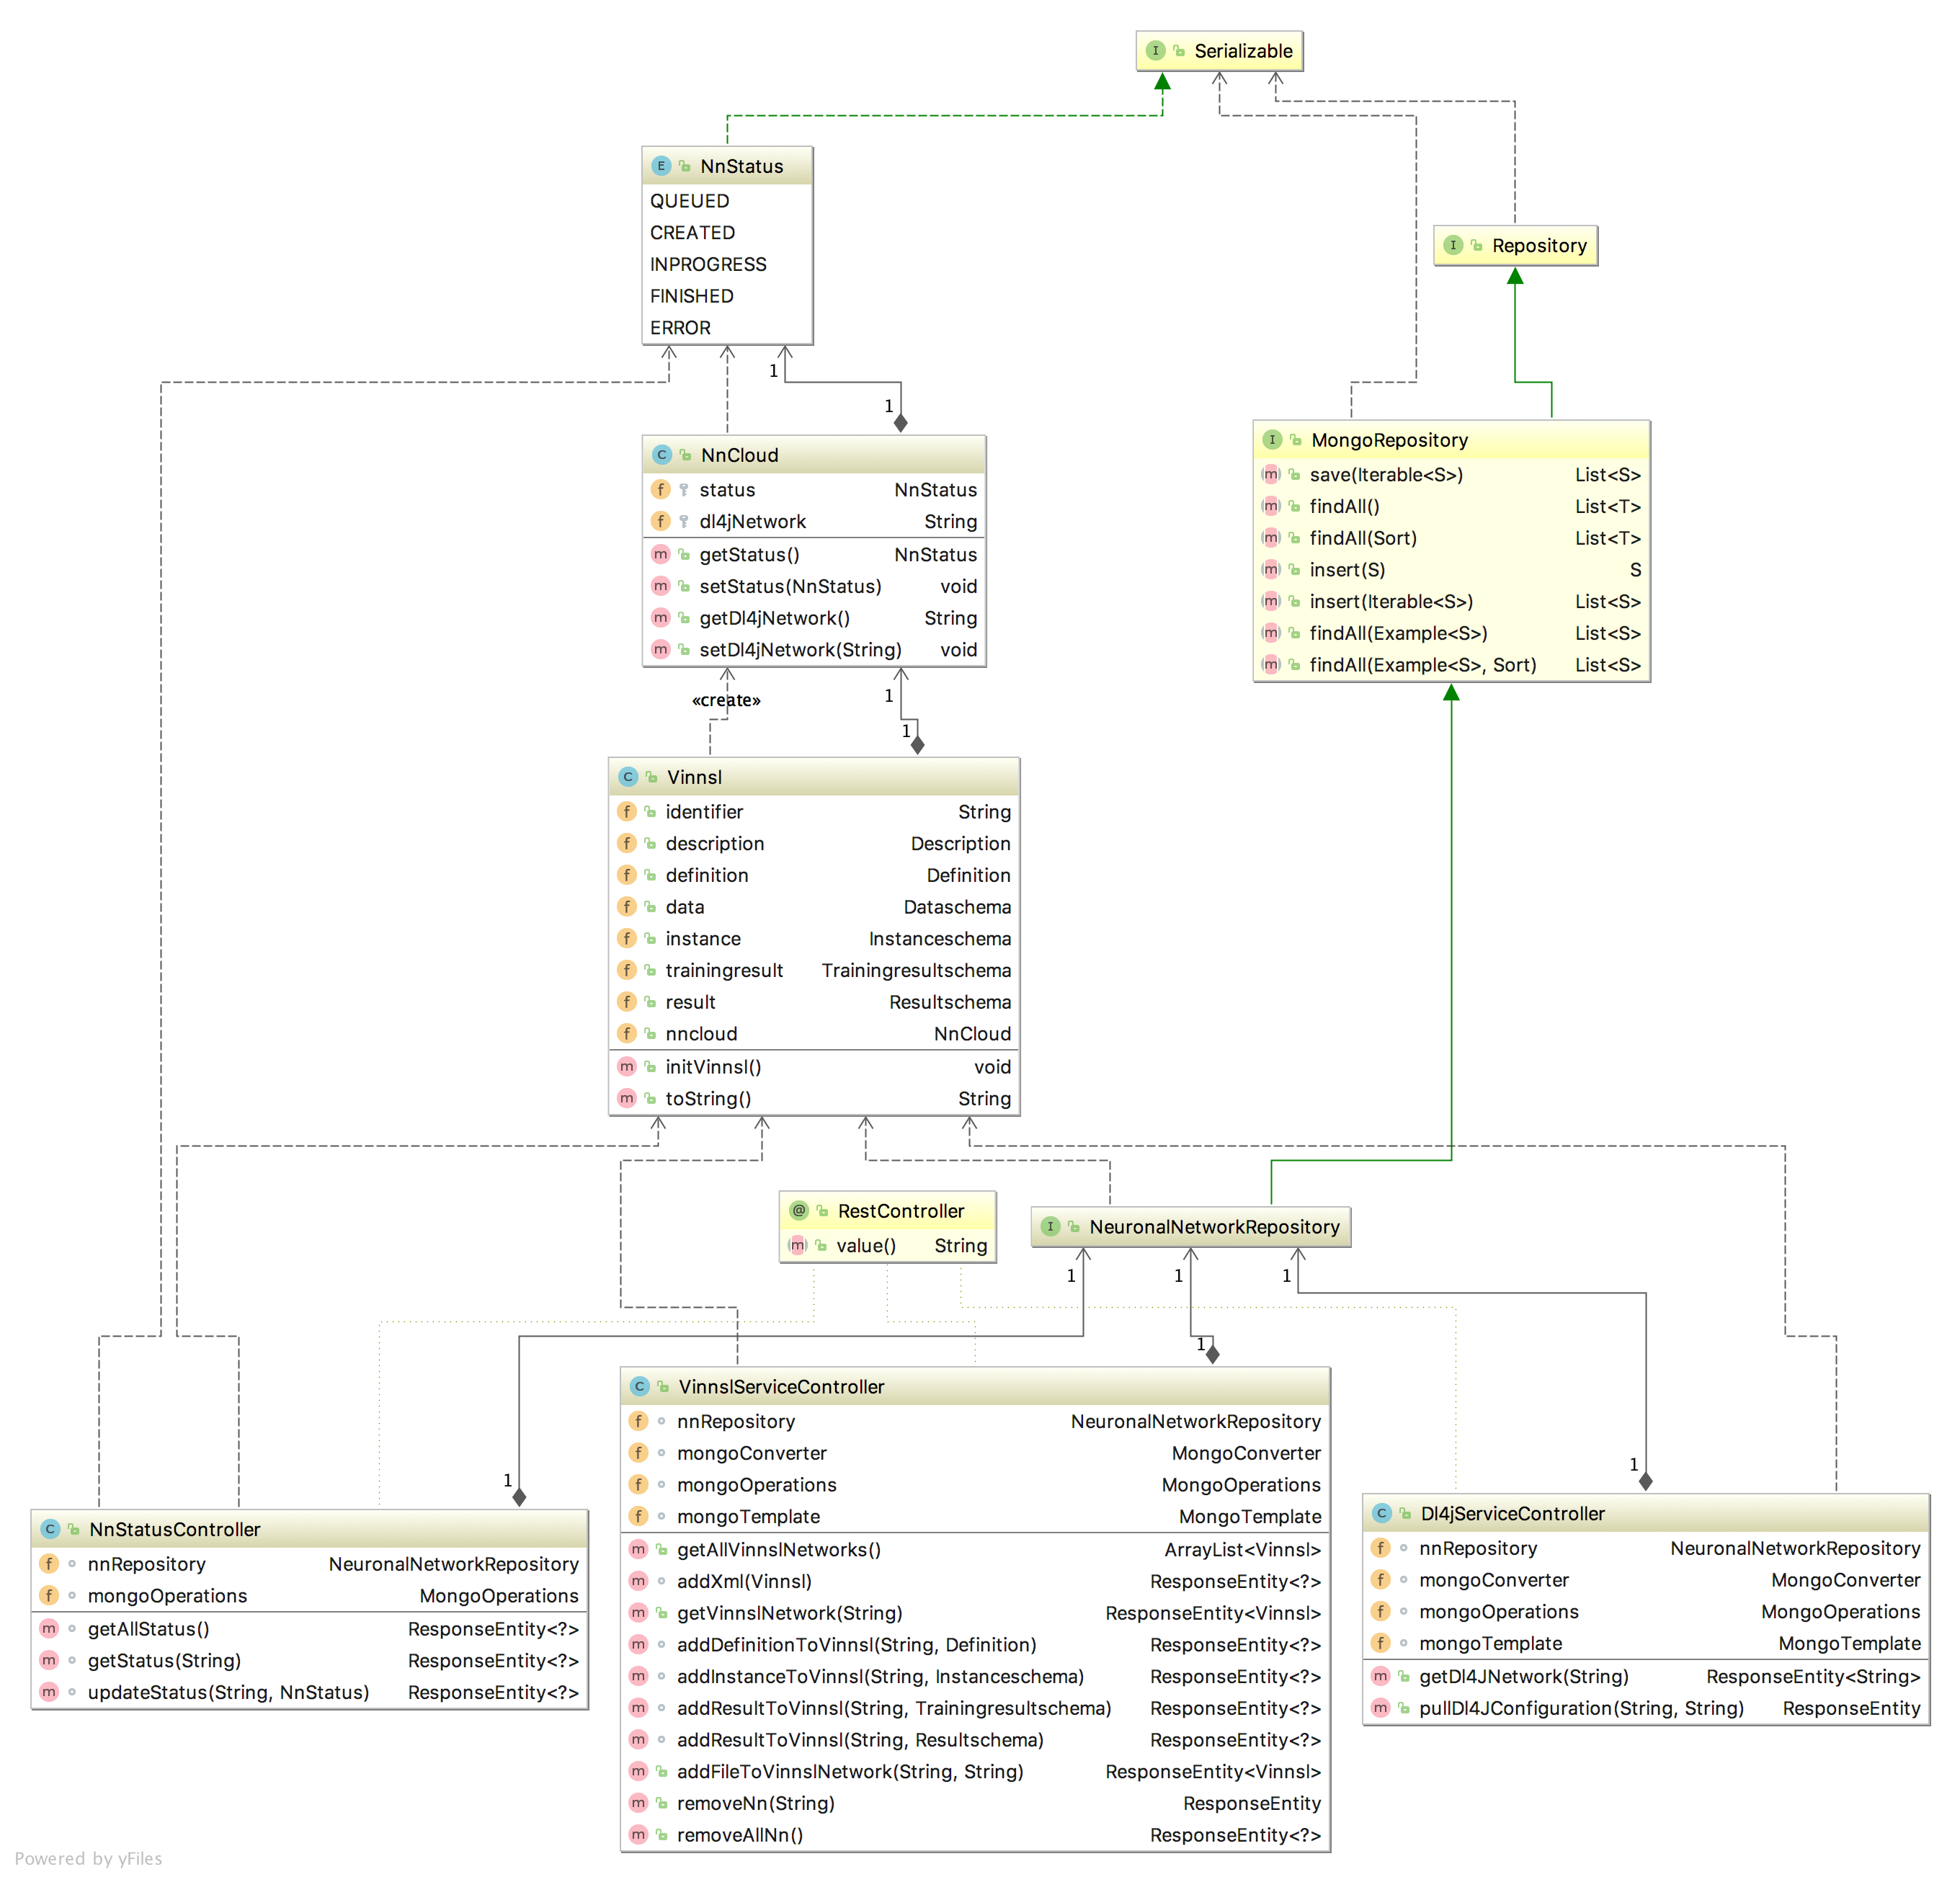 I Serializable
E NnStatus
QUEUED
CREATED
INPROGRESS
FINISHED
ERROR
I Repository
1
1
C NnCloud
f status NnStatus
f dl4jNetwork String
m getStatus() NnStatus
m setStatus(NnStatus) void
m getDl4jNetwork() String
m setDl4jNetwork(String) void
I MongoRepository
m save(Iterable<S>) List<S>
m findAll() List<T>
m findAll(Sort) List<T>
m insert(S) S
m insert(Iterable<S>) List<S>
m findAll(Example<S>) List<S>
m findAll(Example<S>, Sort) List<S>
«create»
1
1
C Vinnsl
f identifier String
f description Description
f definition Definition
f data Dataschema
f instance Instanceschema
f trainingresult Trainingresultschema
f result Resultschema
f nncloud NnCloud
m initVinnsl() void
m toString() String
@ RestController
m value() String
I NeuronalNetworkRepository
1
1
1
1
1
1
C VinnslServiceController
f nnRepository NeuronalNetworkRepository
f mongoConverter MongoConverter
f mongoOperations MongoOperations
f mongoTemplate MongoTemplate
m getAllVinnslNetworks() ArrayList<Vinnsl>
m addXml(Vinnsl) ResponseEntity<?>
m getVinnslNetwork(String) ResponseEntity<Vinnsl>
m addDefinitionToVinnsl(String, Definition) ResponseEntity<?>
m addInstanceToVinnsl(String, Instanceschema) ResponseEntity<?>
m addResultToVinnsl(String, Trainingresultschema) ResponseEntity<?>
m addResultToVinnsl(String, Resultschema) ResponseEntity<?>
m addFileToVinnslNetwork(String, String) ResponseEntity<Vinnsl>
m removeNn(String) ResponseEntity
m removeAllNn() ResponseEntity<?>
C NnStatusController
f nnRepository NeuronalNetworkRepository
f mongoOperations MongoOperations
m getAllStatus() ResponseEntity<?>
m getStatus(String) ResponseEntity<?>
m updateStatus(String, NnStatus) ResponseEntity<?>
C Dl4jServiceController
f nnRepository NeuronalNetworkRepository
f mongoConverter MongoConverter
f mongoOperations MongoOperations
f mongoTemplate MongoTemplate
m getDl4JNetwork(String) ResponseEntity<String>
m pullDl4JConfiguration(String, String) ResponseEntity
Powered by yFiles